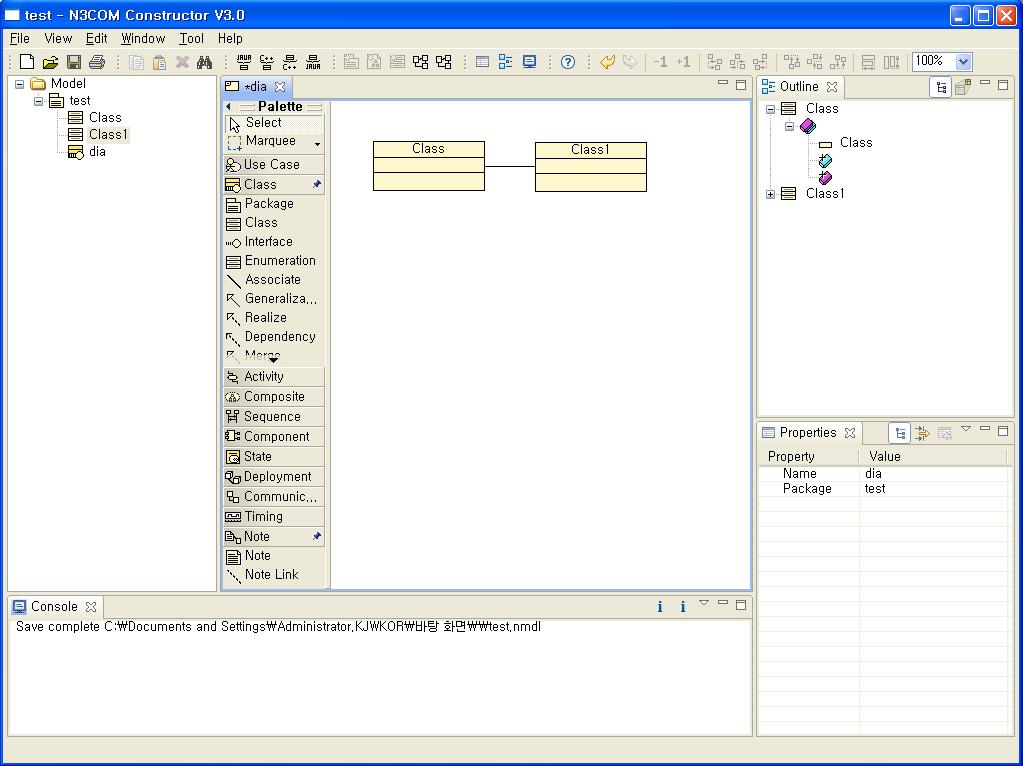 test - N3COM Constructor V3.0
File View Edit Window Tool Help
-1 +1 100%
Model
test
Class
Class1
dia
*dia
Palette
Select
Marquee
Use Case
Class
Package
Class
Interface
Enumeration
Associate
Generaliza...
Realize
Dependency
Merge
Activity
Composite
Sequence
Component
State
Deployment
Communic...
Timing
Note
Note
Note Link
Class
Class1
Outline
Class
Class
Class1
Properties
Property Value
Name dia
Package test
Console
Save complete C:₩Documents and Settings₩Administrator.KJ₩KOR₩바탕 화면₩₩test.nmdl